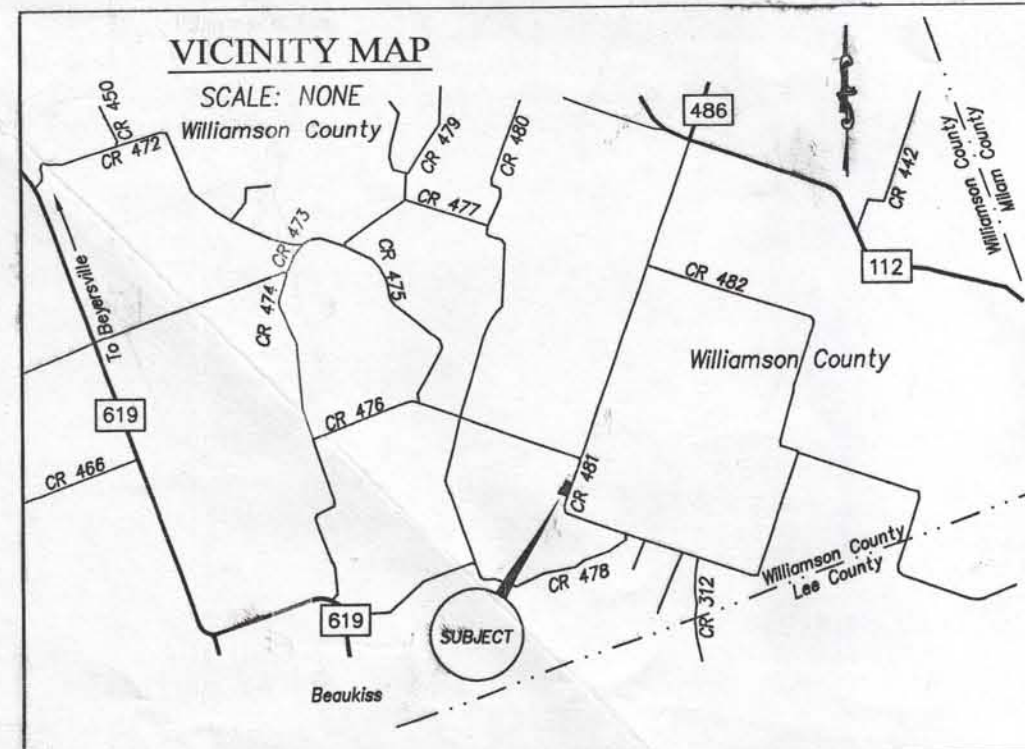 VICINITY MAP
SCALE: NONE
Williamson County
CR 450
CR 472
CR 479
CR 480
486
CR 442
Williamson County
Milam County
CR 477
CR 473
CR 475
CR 474
CR 482
112
To Beyersville
Williamson County
619
CR 476
CR 466
CR 481
CR 478
Williamson County
Lee County
CR 312
619
SUBJECT
Beaukiss